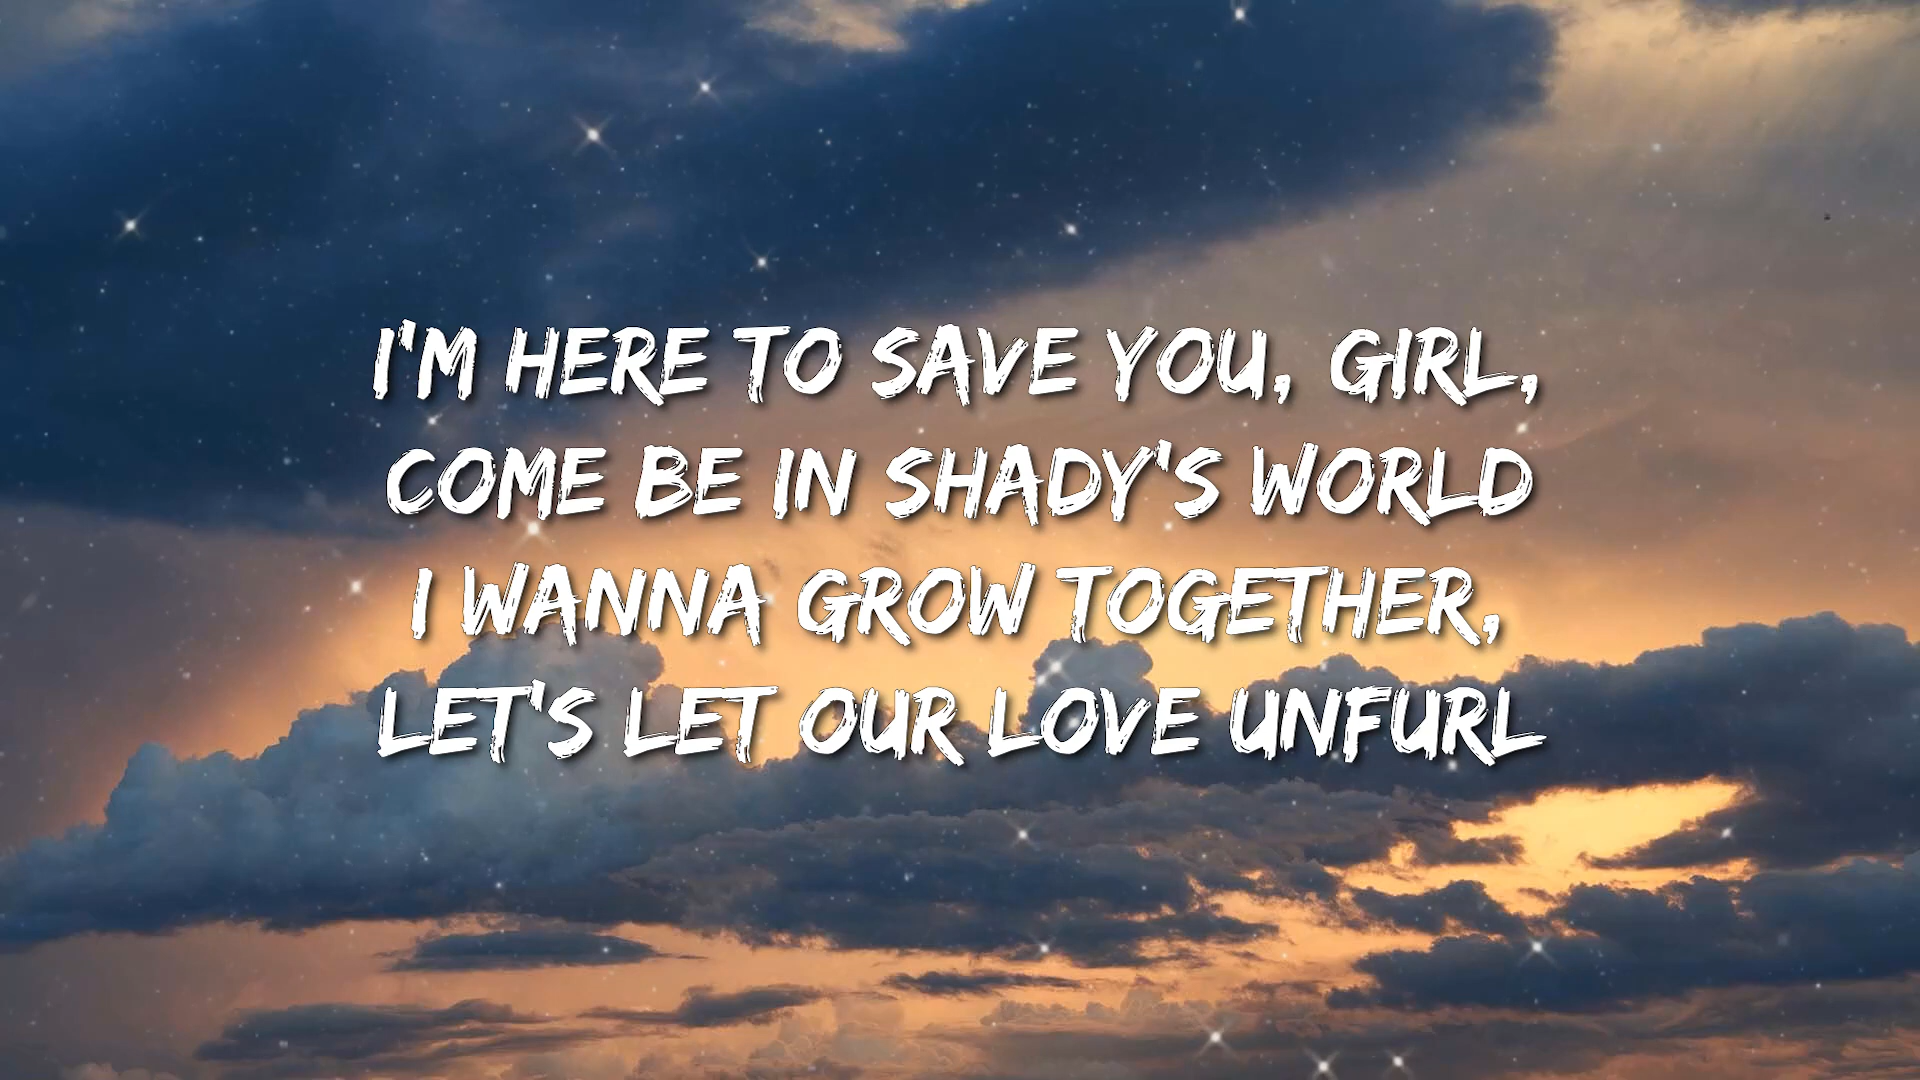 I'M HERE TO SAVE YOU, GIRL,
COME BE IN SHADY'S WORLD
I WANNA GROW TOGETHER,
LET'S LET OUR LOVE UNFURL